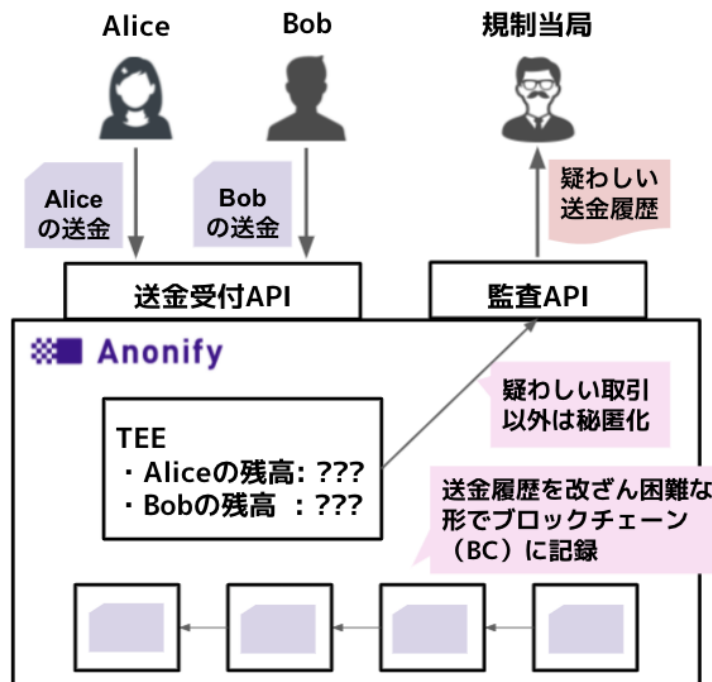 Alice
Bob
規制当局
Alice
の送金
Bob
の送金
疑わしい
送金履歴
送金受付API
監査API
Anonify
疑わしい取引
以外は秘匿化
TEE
・Aliceの残高: ???
・Bobの残高 : ???
送金履歴を改ざん困難な
形でブロックチェーン
（BC）に記録